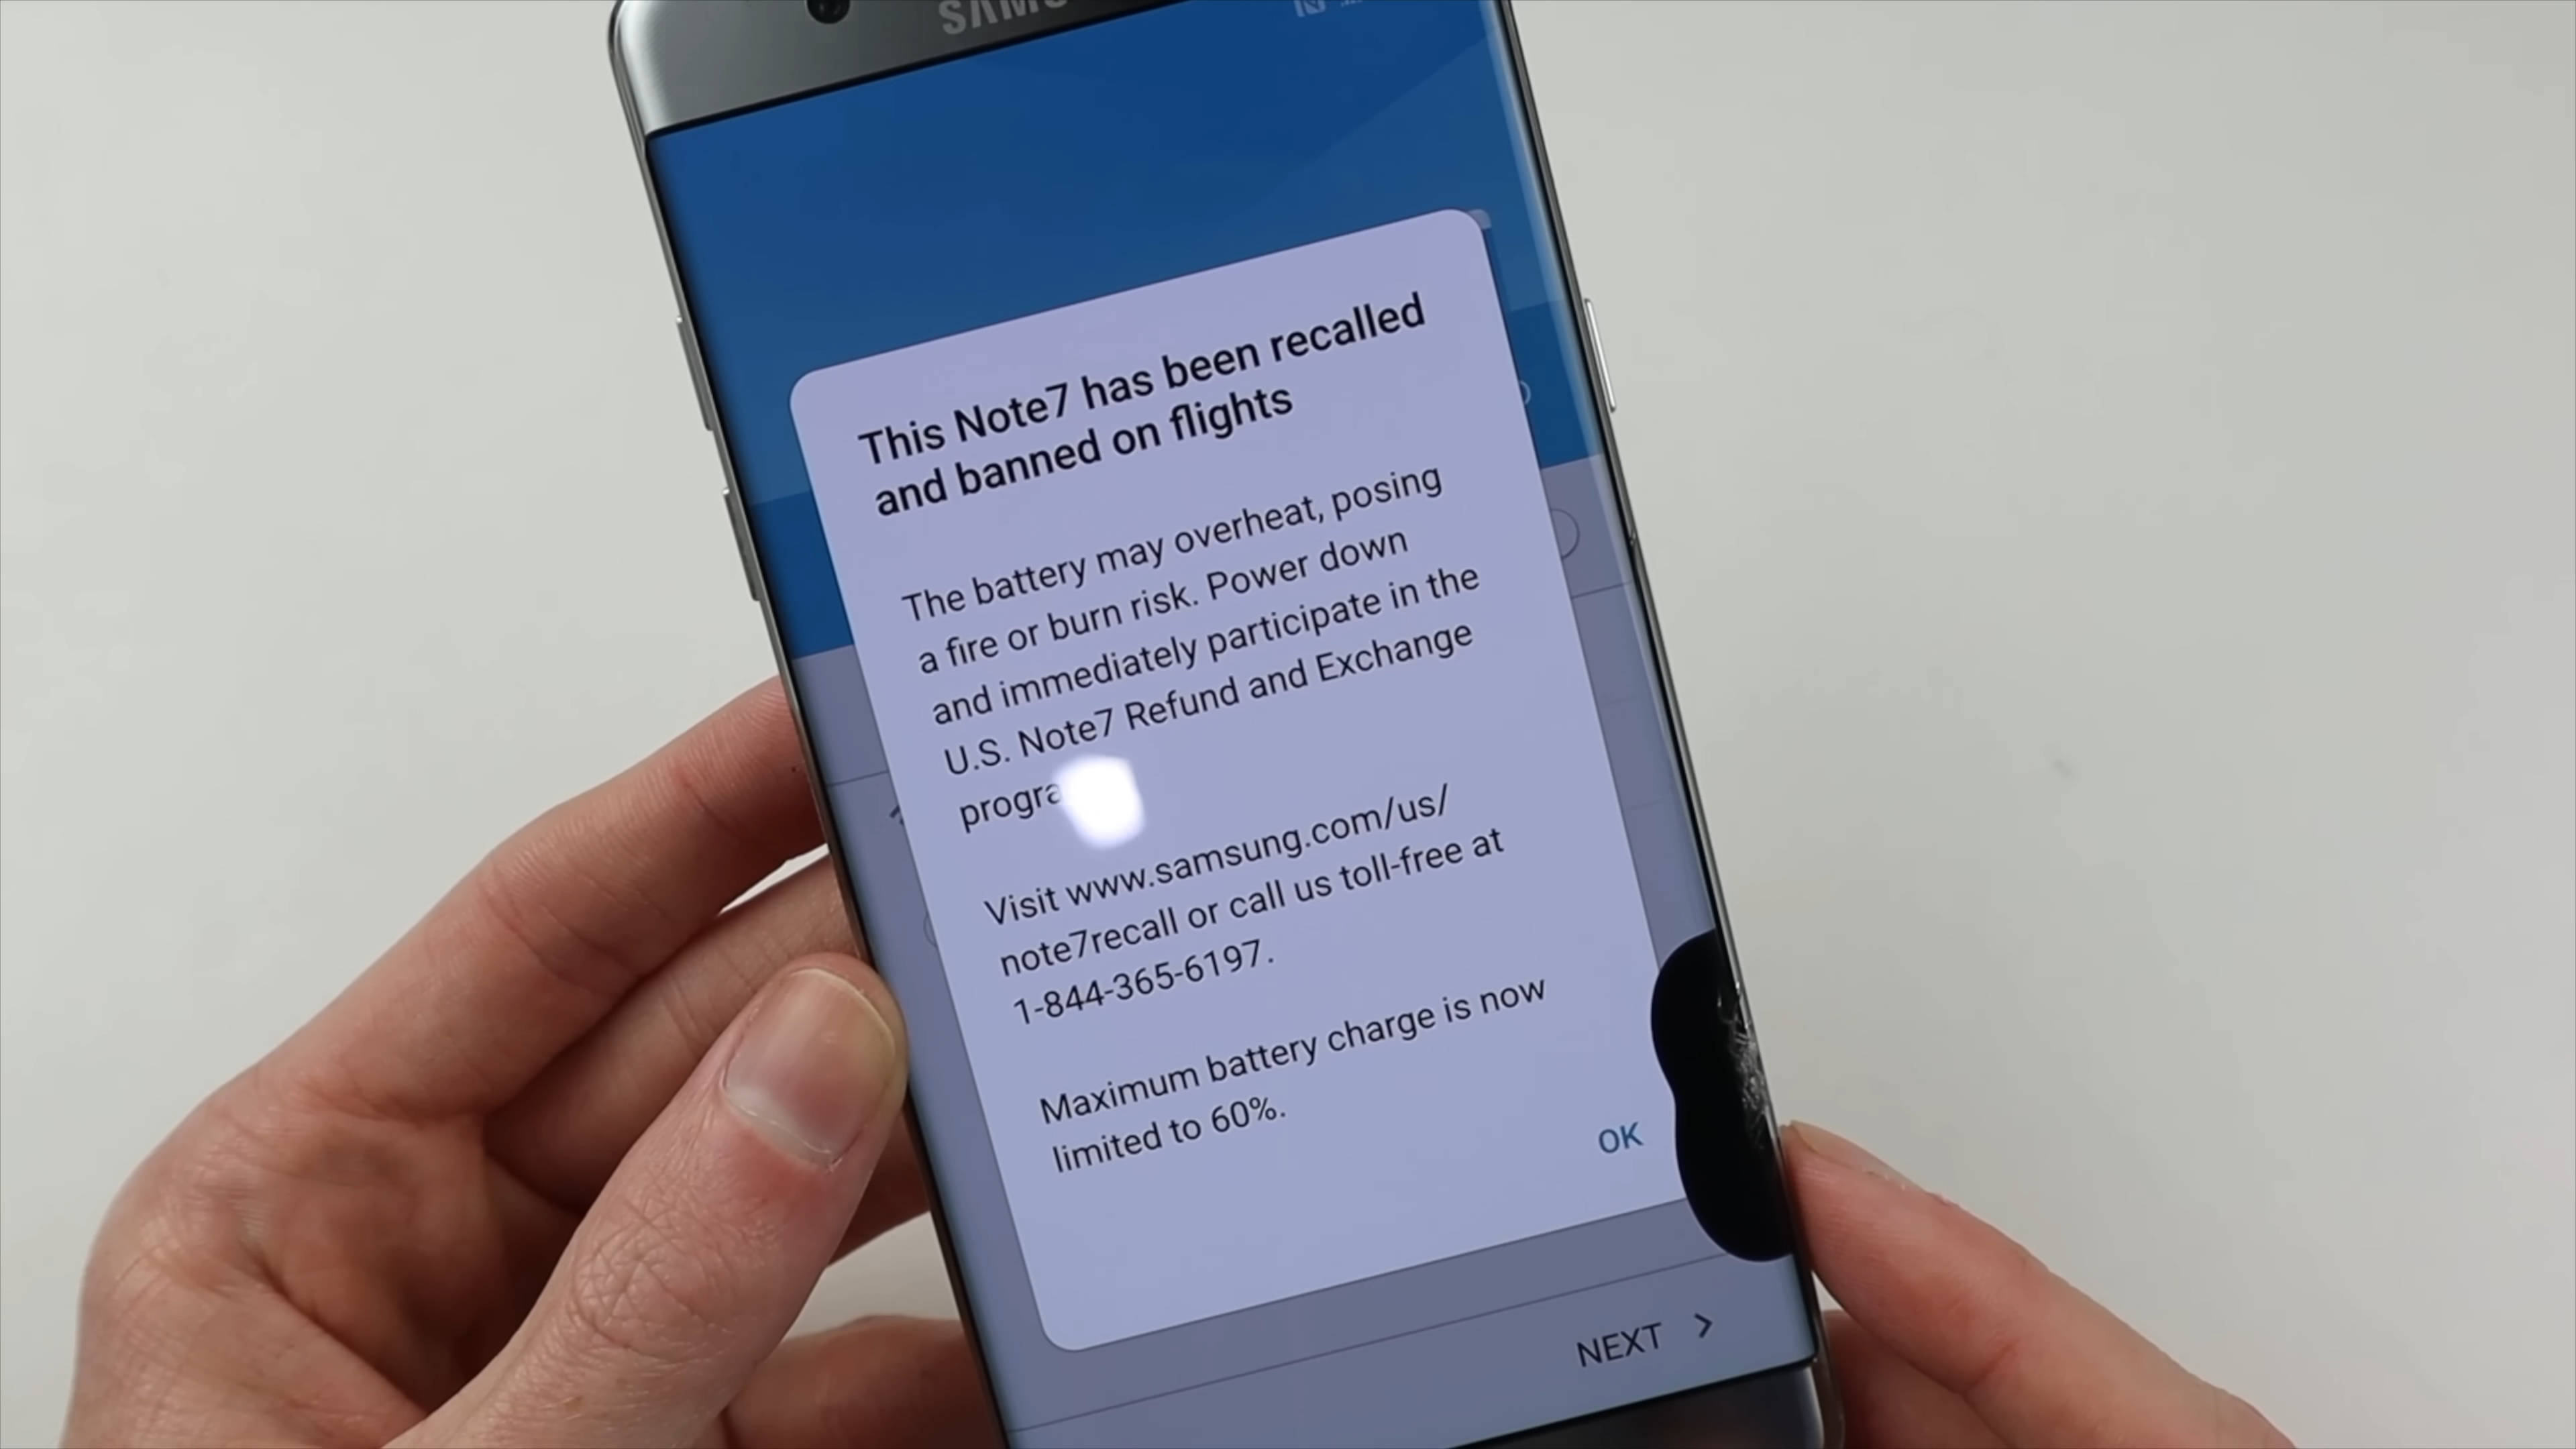 This Note7 has been recalled
and banned on flights
The battery may overheat, posing
a fire or burn risk. Power down
and immediately participate in the
U.S. Note7 Refund and Exchange
Visit www.samsung.com/us/
note7recall or call us toll-free at
1-844-365-6197.
Maximum battery charge is now
limited to 60%.
OK
NEXT